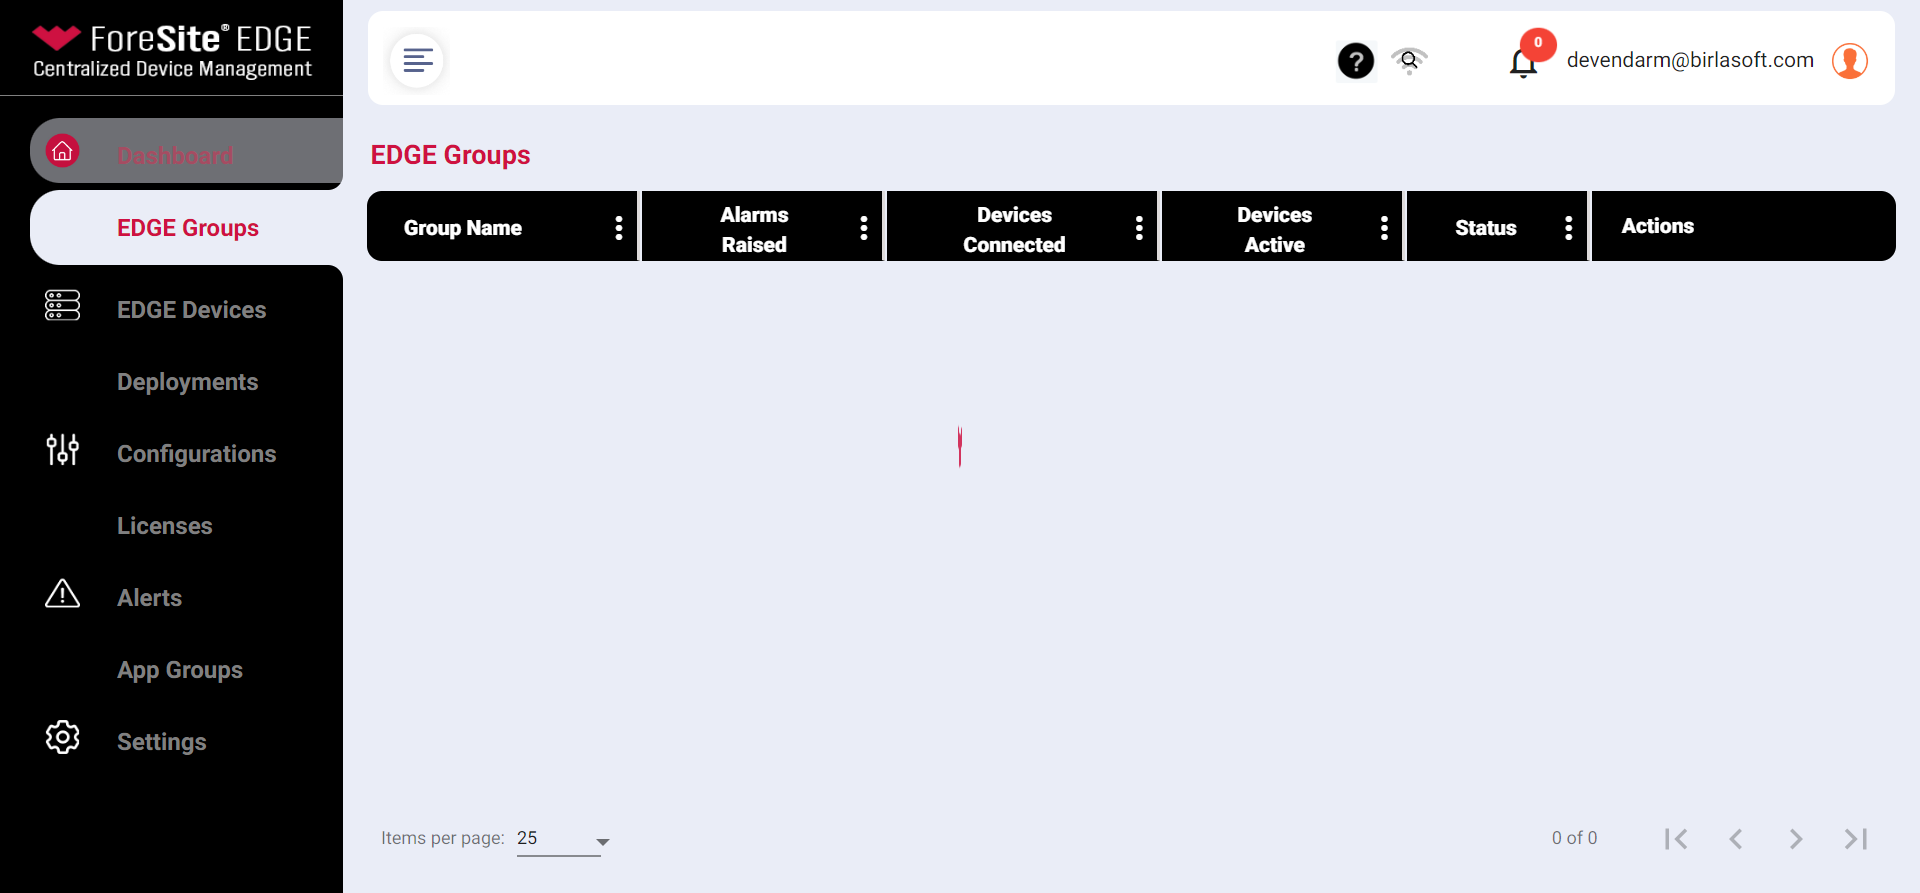 ForeSite® EDGE
Centralized Device Management
Dashboard
EDGE Groups
EDGE Devices
Deployments
Configurations
Licenses
Alerts
App Groups
Settings
?
0
devendarm@birlasoft.com
EDGE Groups
Group Name
Alarms
Raised
Devices
Connected
Devices
Active
Status
Actions
Items per page: 25
0 of 0